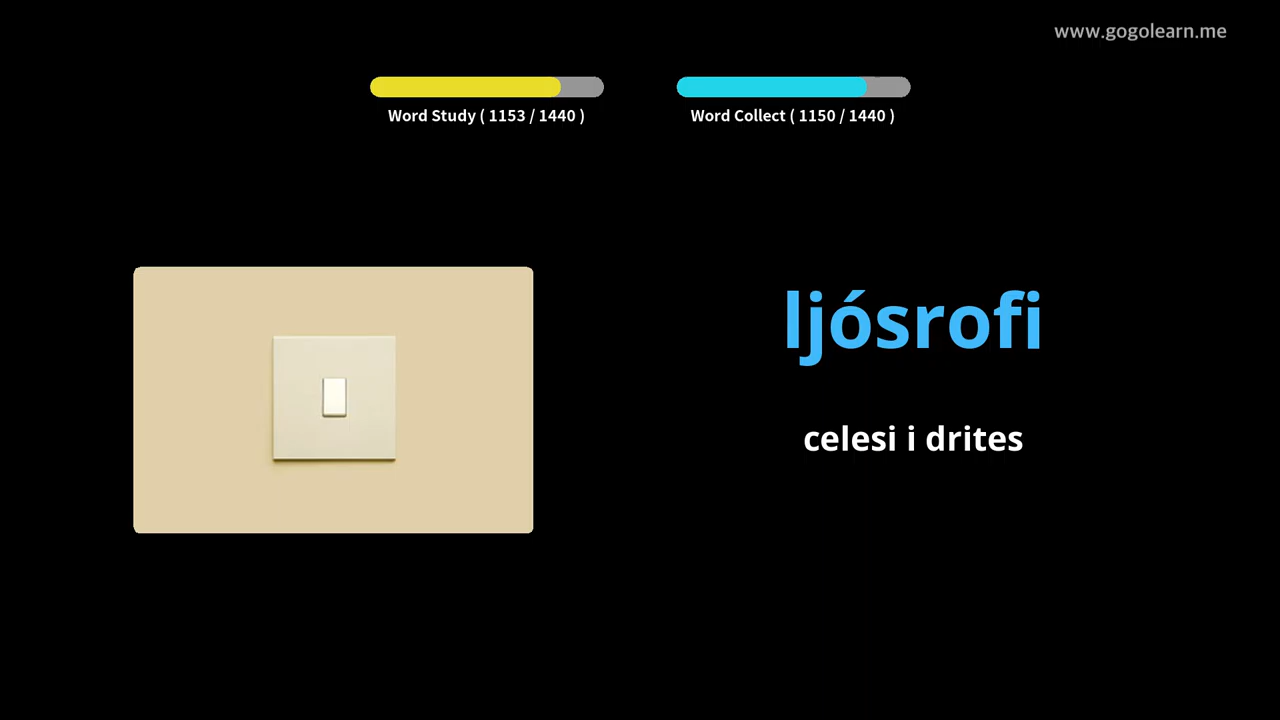 www.gogolearn.me
Word Study ( 1153 / 1440 )
Word Collect ( 1150 / 1440 )
ljósrofi
celesi i drites